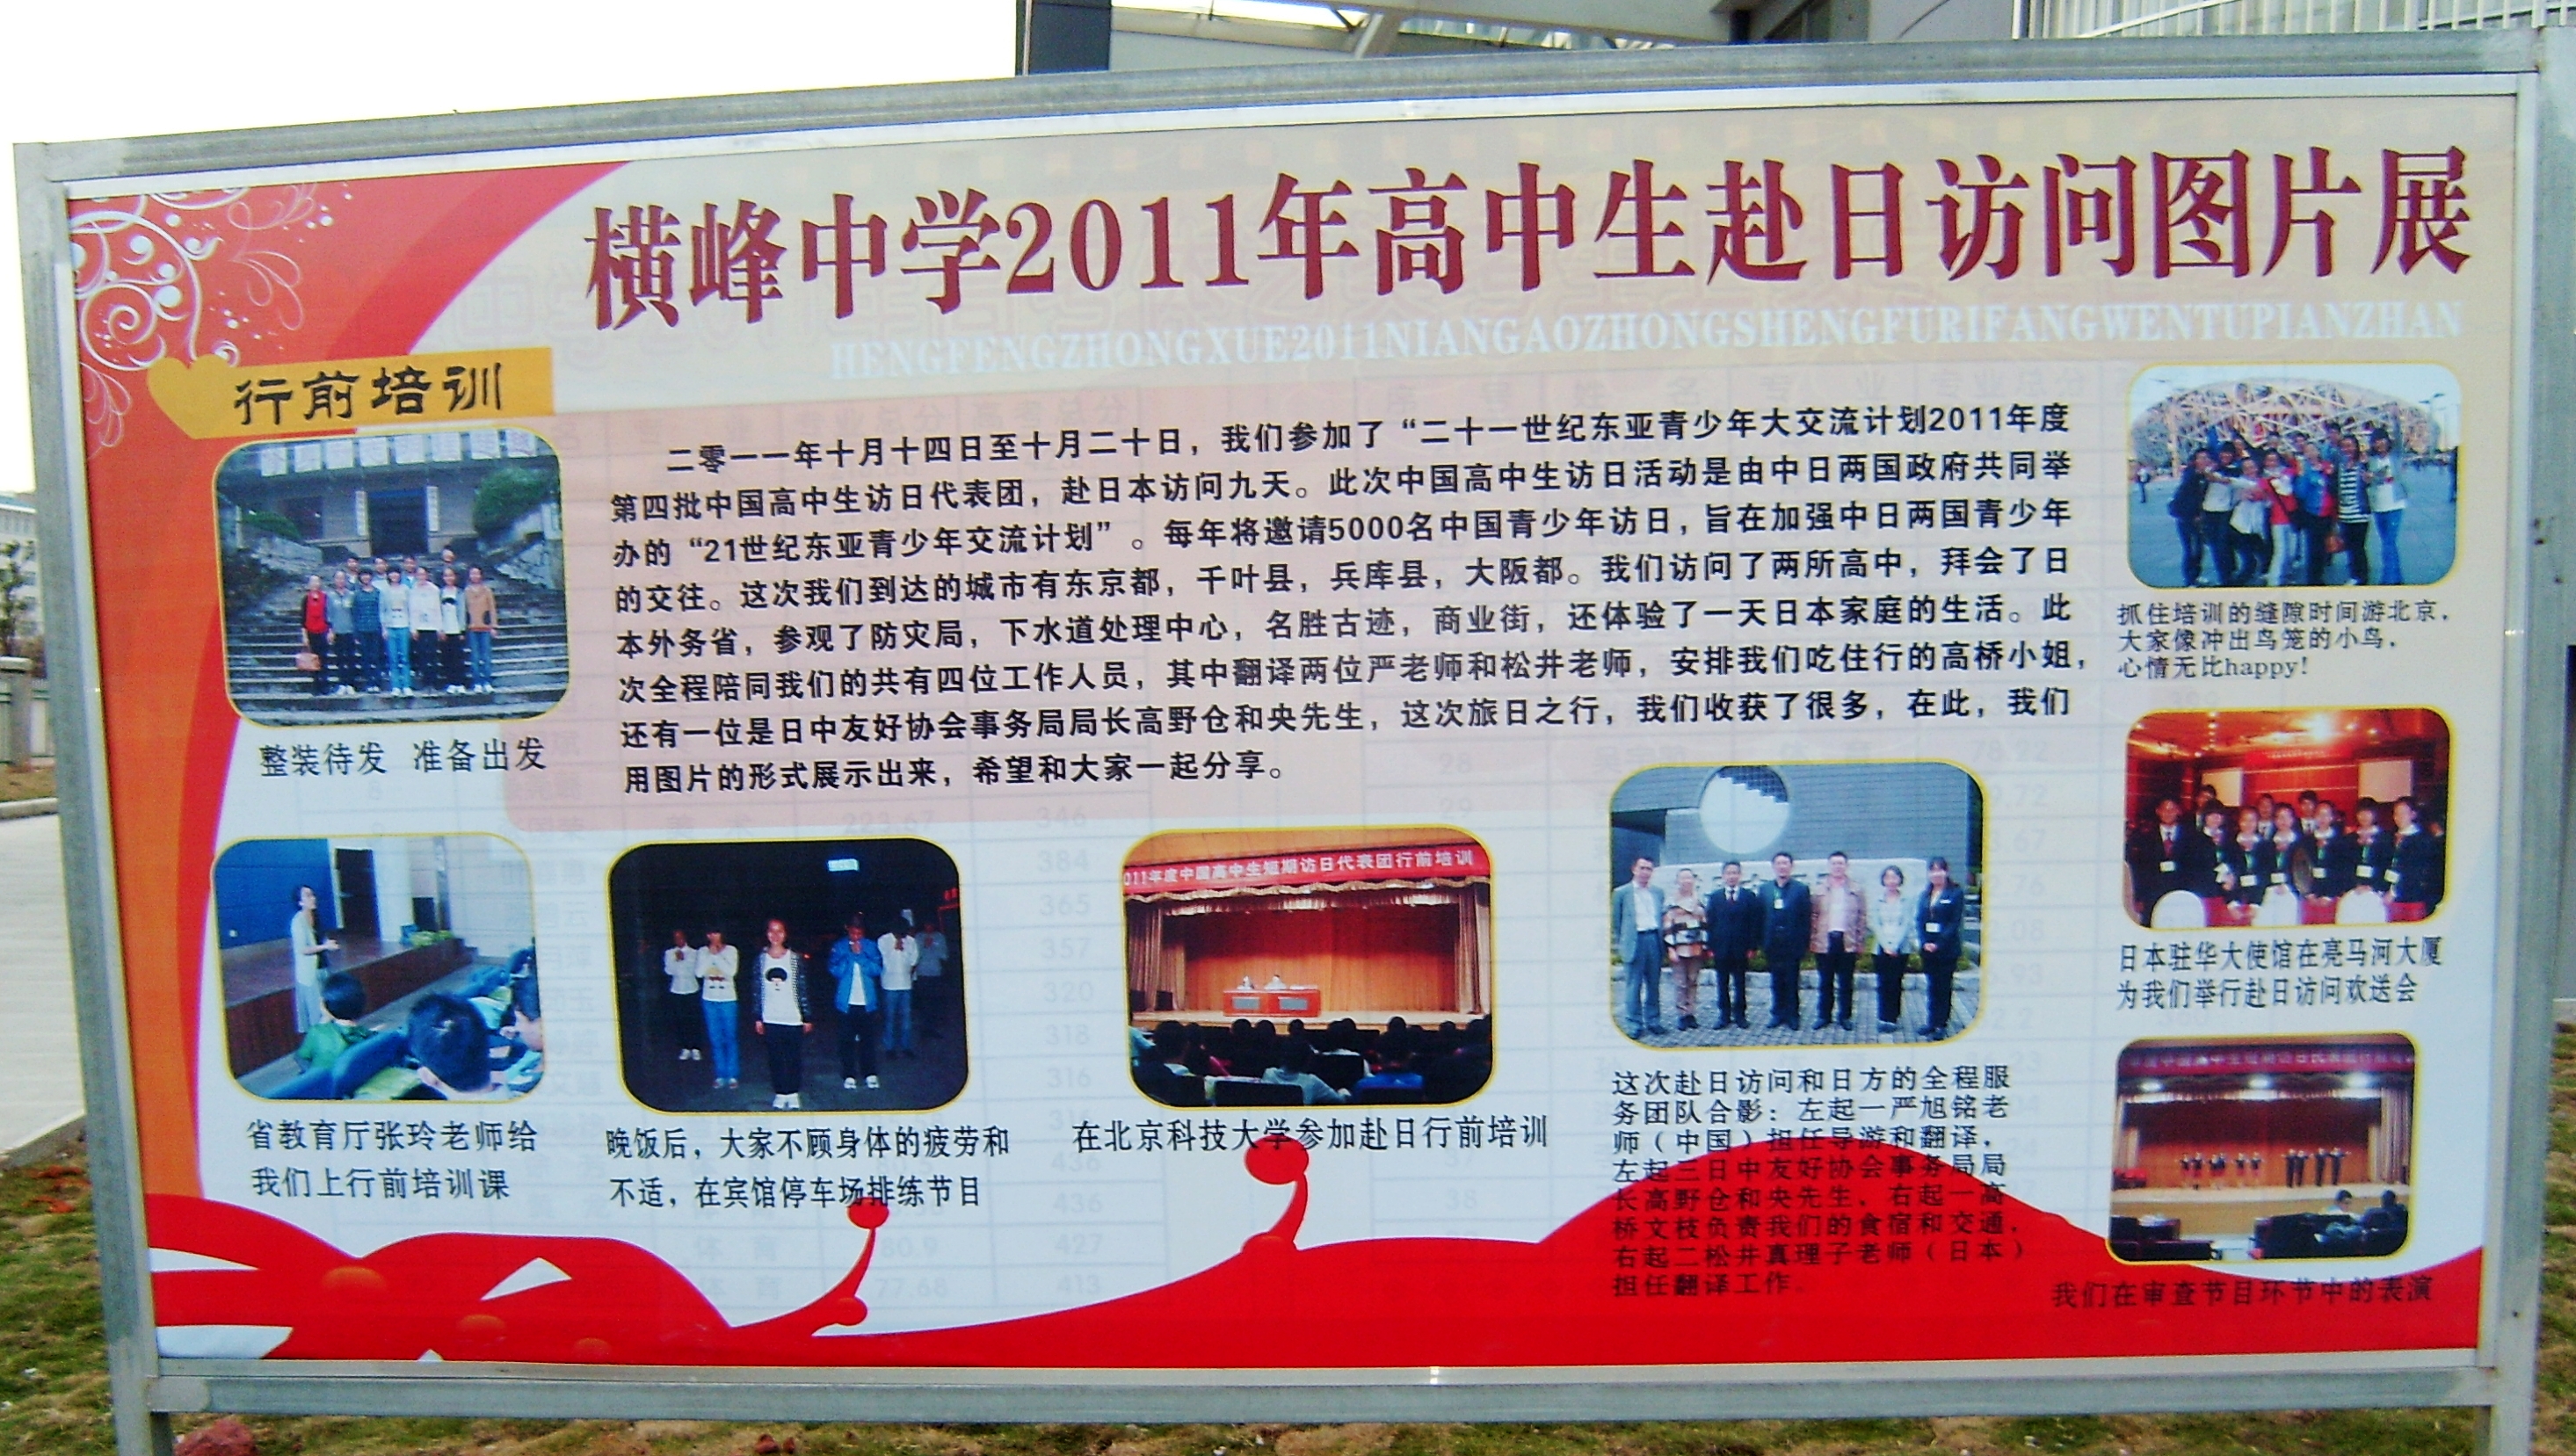 横峰中学2011年高中生赴日访问图片展
HENGFENGZHONGXUE2011NIANGAOZHONGSHENGFURIFANGWENTUPIANZHAN
行前培训
二零一一年十月十四日至十月二十日，我们参加了“二十一世纪东亚青少年大交流计划2011年度
第四批中国高中生访日代表团，赴日本访问九天。此次中国高中生访日活动是由中日两国政府共同举
办的“21世纪东亚青少年交流计划”。每年将邀请5000名中国青少年访日，旨在加强中日两国青少年
的交往。这次我们到达的城市有东京都，千叶县，兵库县，大阪都。我们访问了两所高中，拜会了日
本外务省，参观了防灾局，下水道处理中心，名胜古迹，商业街，还体验了一天日本家庭的生活。此
次全程陪同我们的共有四位工作人员，其中翻译两位严老师和松井老师，安排我们吃住行的高桥小姐，
还有一位是日中友好协会事务局局长高野仓和央先生，这次旅日之行，我们收获了很多，在此，我们
用图片的形式展示出来，希望和大家一起分享。
整装待发 准备出发
抓住培训的缝隙时间游北京，
大家像冲出鸟笼的小鸟，
心情无比happy!
日本驻华大使馆在亮马河大厦
为我们举行赴日访问欢送会
省教育厅张玲老师给
我们上行前培训课
晚饭后，大家不顾身体的疲劳和
不适，在宾馆停车场排练节目
011年度中国高中生短期访日代表团行前培训
在北京科技大学参加赴日行前培训
这次赴日访问和日方的全程服
务团队合影：左起一严旭铭老
师（中国）担任导游和翻译，
左起三日中友好协会事务局局
长高野仓和央先生，右起一高
桥文枝负责我们的食宿和交通，
右起二松井真理子老师（日本）
担任翻译工作。
我们在审查节目环节中的表演